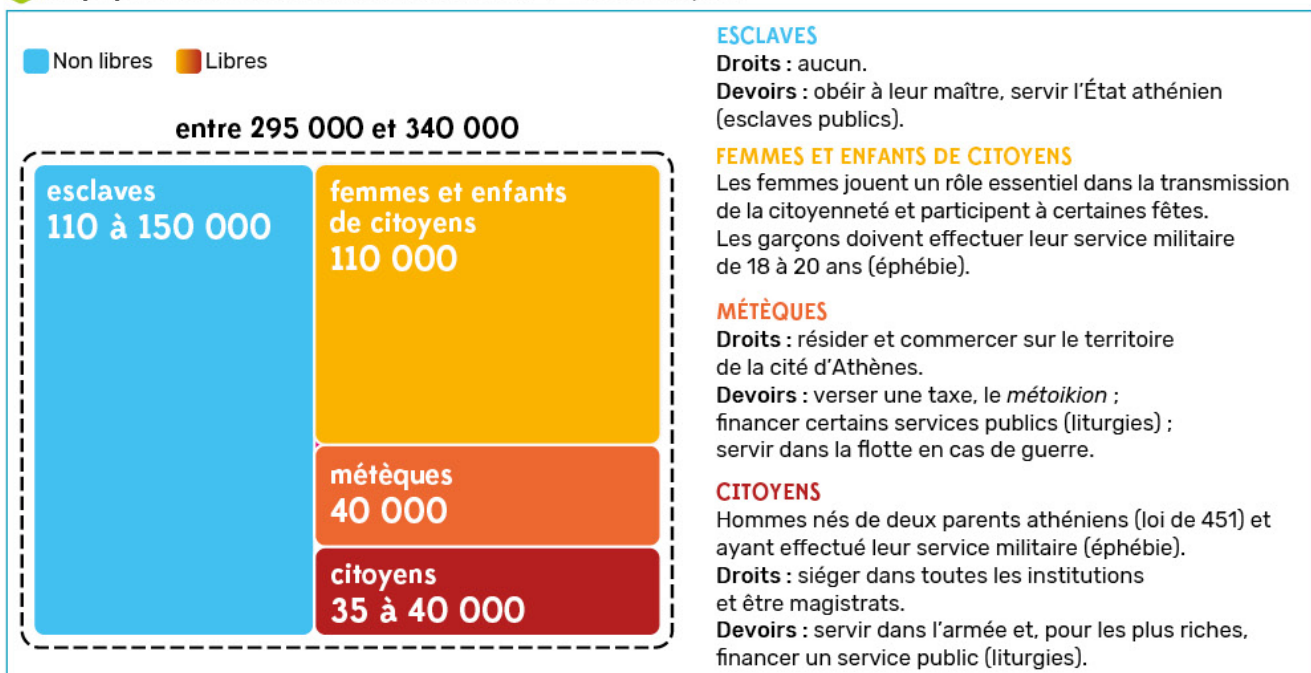 Non libres
Libres
entre 295 000 et 340 000
esclaves
110 à 150 000
femmes et enfants
de citoyens
110 000
métèques
40 000
citoyens
35 à 40 000
ESCLAVES
Droits : aucun.
Devoirs : obéir à leur maître, servir l'État athénien
(esclaves publics).
FEMMES ET ENFANTS DE CITOYENS
Les femmes jouent un rôle essentiel dans la transmission
de la citoyenneté et participent à certaines fêtes.
Les garçons doivent effectuer leur service militaire
de 18 à 20 ans (éphébie).
MÉTÈQUES
Droits : résider et commercer sur le territoire
de la cité d'Athènes.
Devoirs : verser une taxe, le métoikion ;
financer certains services publics (liturgies) ;
servir dans la flotte en cas de guerre.
CITOYENS
Hommes nés de deux parents athéniens (loi de 451) et
ayant effectué leur service militaire (éphébie).
Droits : siéger dans toutes les institutions
et être magistrats.
Devoirs : servir dans l'armée et, pour les plus riches,
financer un service public (liturgies).